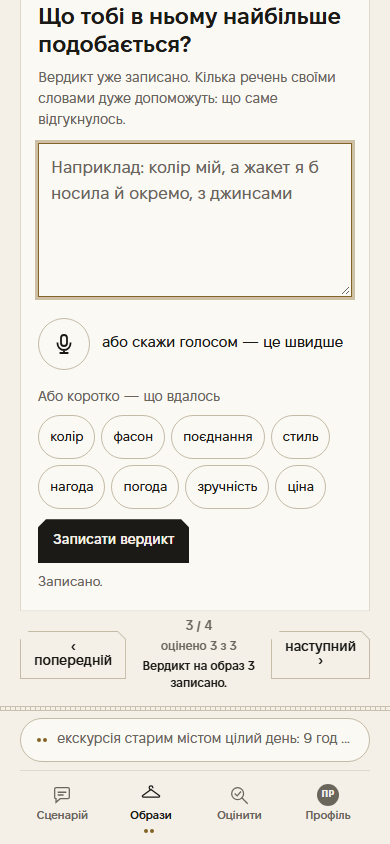 Що тобі в ньому найбільше
подобається?
Вердикт уже записано. Кілька речень своїми
словами дуже допоможуть: що саме
відгукнулось.
Наприклад: колір мій, а жакет я б
носила й окремо, з джинсами
або скажи голосом — це швидше
Або коротко — що вдалось
колір фасон поєднання стиль
нагода погода зручність ціна
Записати вердикт
Записано.
3 / 4
‹
попередній
оцінено 3 з 3
наступний
›
Вердикт на образ 3
записано.
екскурсія старим містом цілий день: 9 год ...
Сценарій Образи Оцінити ПР Профіль